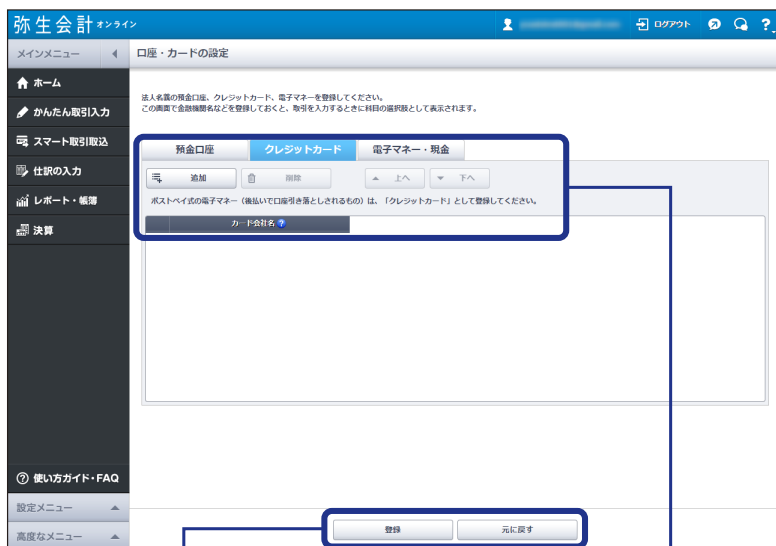 弥生会計 オンライン
ログアウト
?
メインメニュー
口座・カードの設定
ホーム
かんたん取引入力
スマート取引取込
仕訳の入力
レポート・帳簿
決算
法人名義の預金口座、クレジットカード、電子マネーを登録してください。
この画面で金融機関名などを登録しておくと、取引を入力するときに科目の選択肢として表示されます。
預金口座
クレジットカード
電子マネー・現金
追加
削除
上へ
下へ
ポストペイ式の電子マネー（後払いで口座引き落としされるもの）は、「クレジットカード」として登録してください。
カード会社名 ?
? 使い方ガイド・FAQ
設定メニュー
高度なメニュー
登録
元に戻す